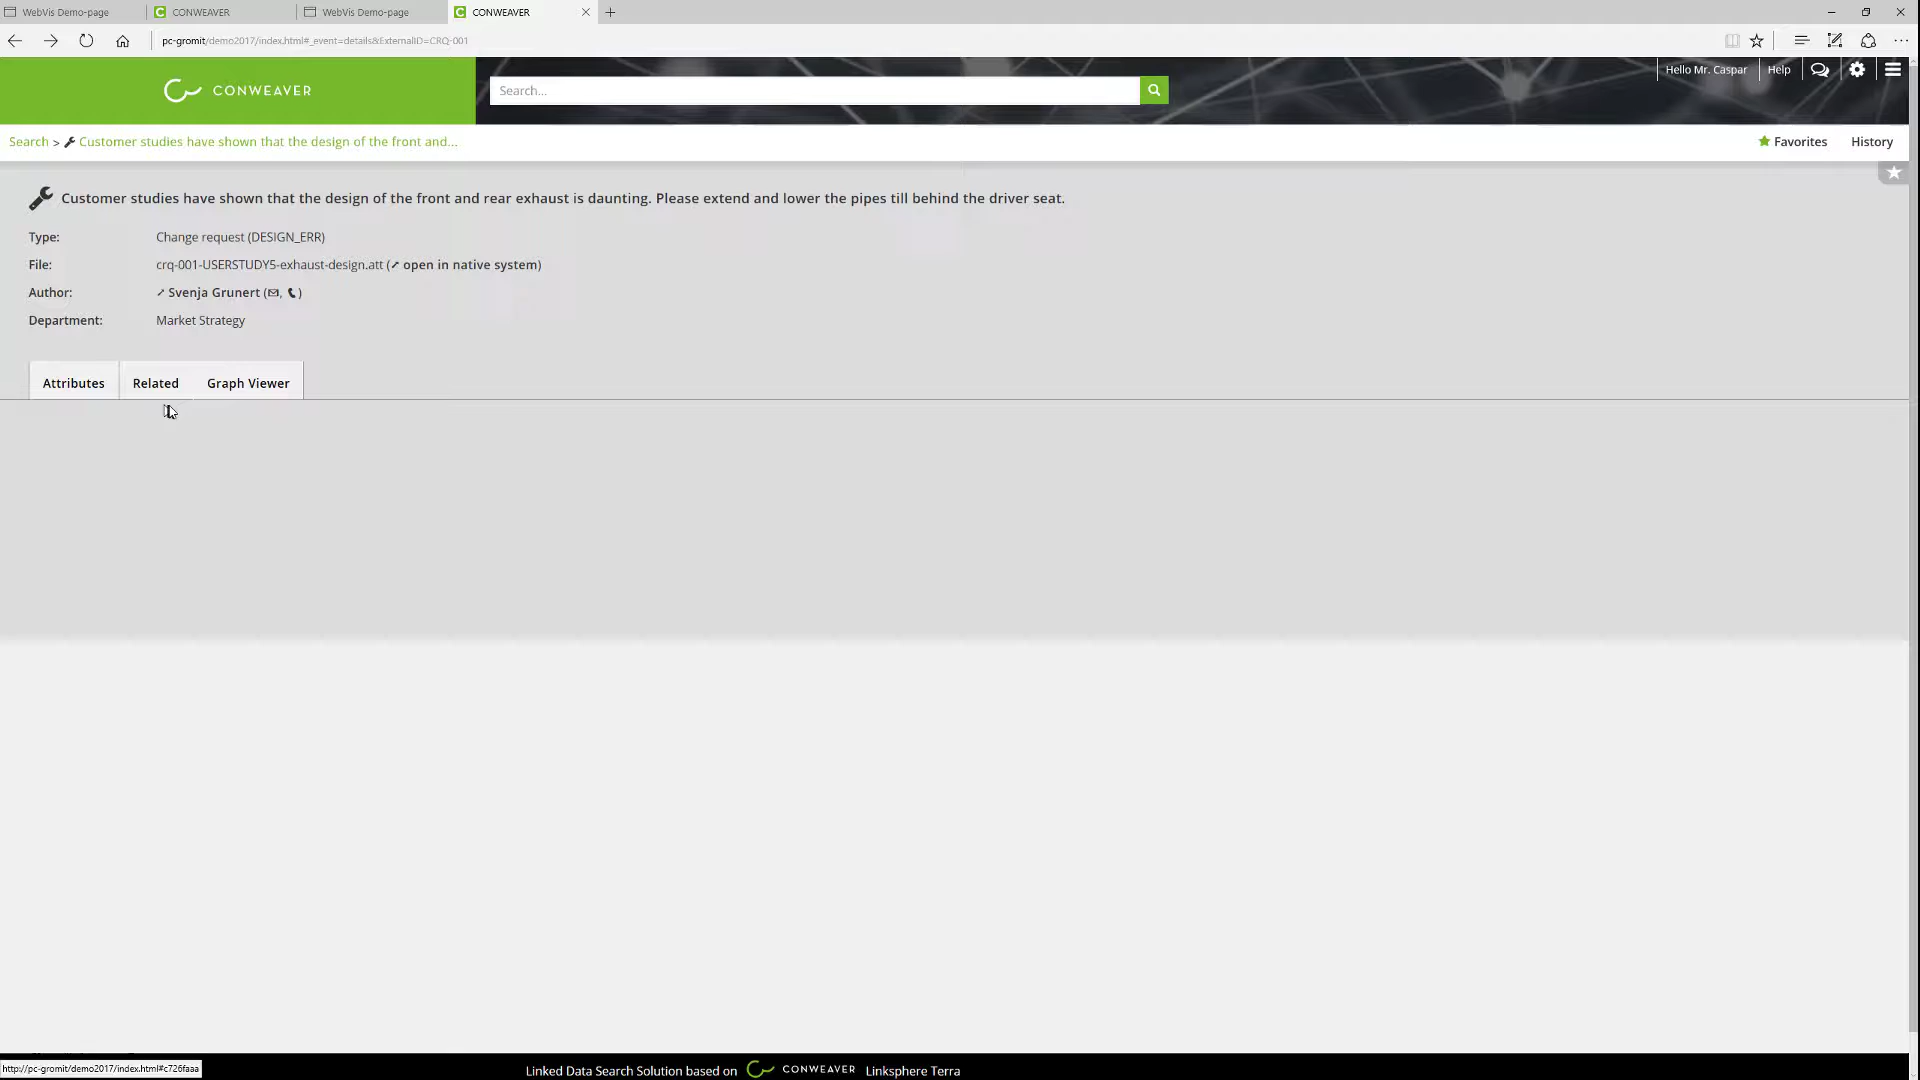 WebVis Demo-page
CONWEAVER
WebVis Demo-page
CONWEAVER
pc-gromit/demo2017/index.html#_event=details&ExternalID=CRQ-001
CONWEAVER
Search...
Hello Mr. Caspar
Help
Search > Customer studies have shown that the design of the front and...
Favorites
History
Customer studies have shown that the design of the front and rear exhaust is daunting. Please extend and lower the pipes till behind the driver seat.
Type: Change request (DESIGN_ERR)
File: crq-001-USERSTUDY5-exhaust-design.att (open in native system)
Author: Svenja Grunert (, )
Department: Market Strategy
Attributes
Related
Graph Viewer
http://pc-gromit/demo2017/index.html#c726faaa
Linked Data Search Solution based on CONWEAVER Linksphere Terra